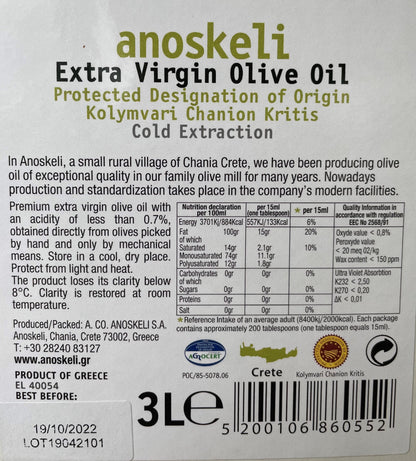 anoskeli
Extra Virgin Olive Oil
Protected Designation of Origin
Kolymvari Chanion Kritis
Cold Extraction
In Anoskeli, a small rural village of Chania Crete, we have been producing olive
oil of exceptional quality in our family olive mill for many years. Nowadays
production and standardization takes place in the company's modern facilities.
Premium extra virgin olive oil with
an acidity of less than 0.7%,
obtained directly from olives picked
by hand and only by mechanical
means. Store in a cool, dry place.
Protect from light and heat.
The product loses its clarity below
8°C. Clarity is restored at room
temperature.
Produced/Packed: A. CO. ANOSKELI S.A.
Anoskeli, Chania, Crete 73002, Greece
T: +30 28240 83127
www.anoskeli.gr
PRODUCT OF GREECE
EL 40054
BEST BEFORE:
19/10/2022
LOT19042101
Nutrition declaration per 100ml | per 15ml (one tablespoon) | * per 15ml
Energy 3701Kj/884Kcal 557KJ/133Kcal 6%
Fat 100gr 15gr 20%
of which
Saturated 14gr 2.1gr 10%
Monousaturated 74gr 11.1gr
Polysaturated 12gr 1.8gr
Carbohydrates 0gr 0gr 0%
of which
Sugars 0gr 0gr 0%
Proteins 0gr 0gr 0%
Salt 0gr 0gr 0%
Quality Information in
accordance with regulation
EEC No 2568/91
Oxyde value < 0,8%
Peroxyde value
< 20 meq 02/kg
Wax content < 150 ppm
Ultra Violet Absorption
K232 < 2,50
K270 < 0,20
ΔK < 0,01
* Reference Intake of an average adult (8400kj/2000kcal). Each package
contains approximately 200 tablespoons (one tablespoon equals 15ml).
AGROCERT
POC/85-5078.06
Crete
Kolymvari Chanion Kritis
3L℮
5 200106 860552